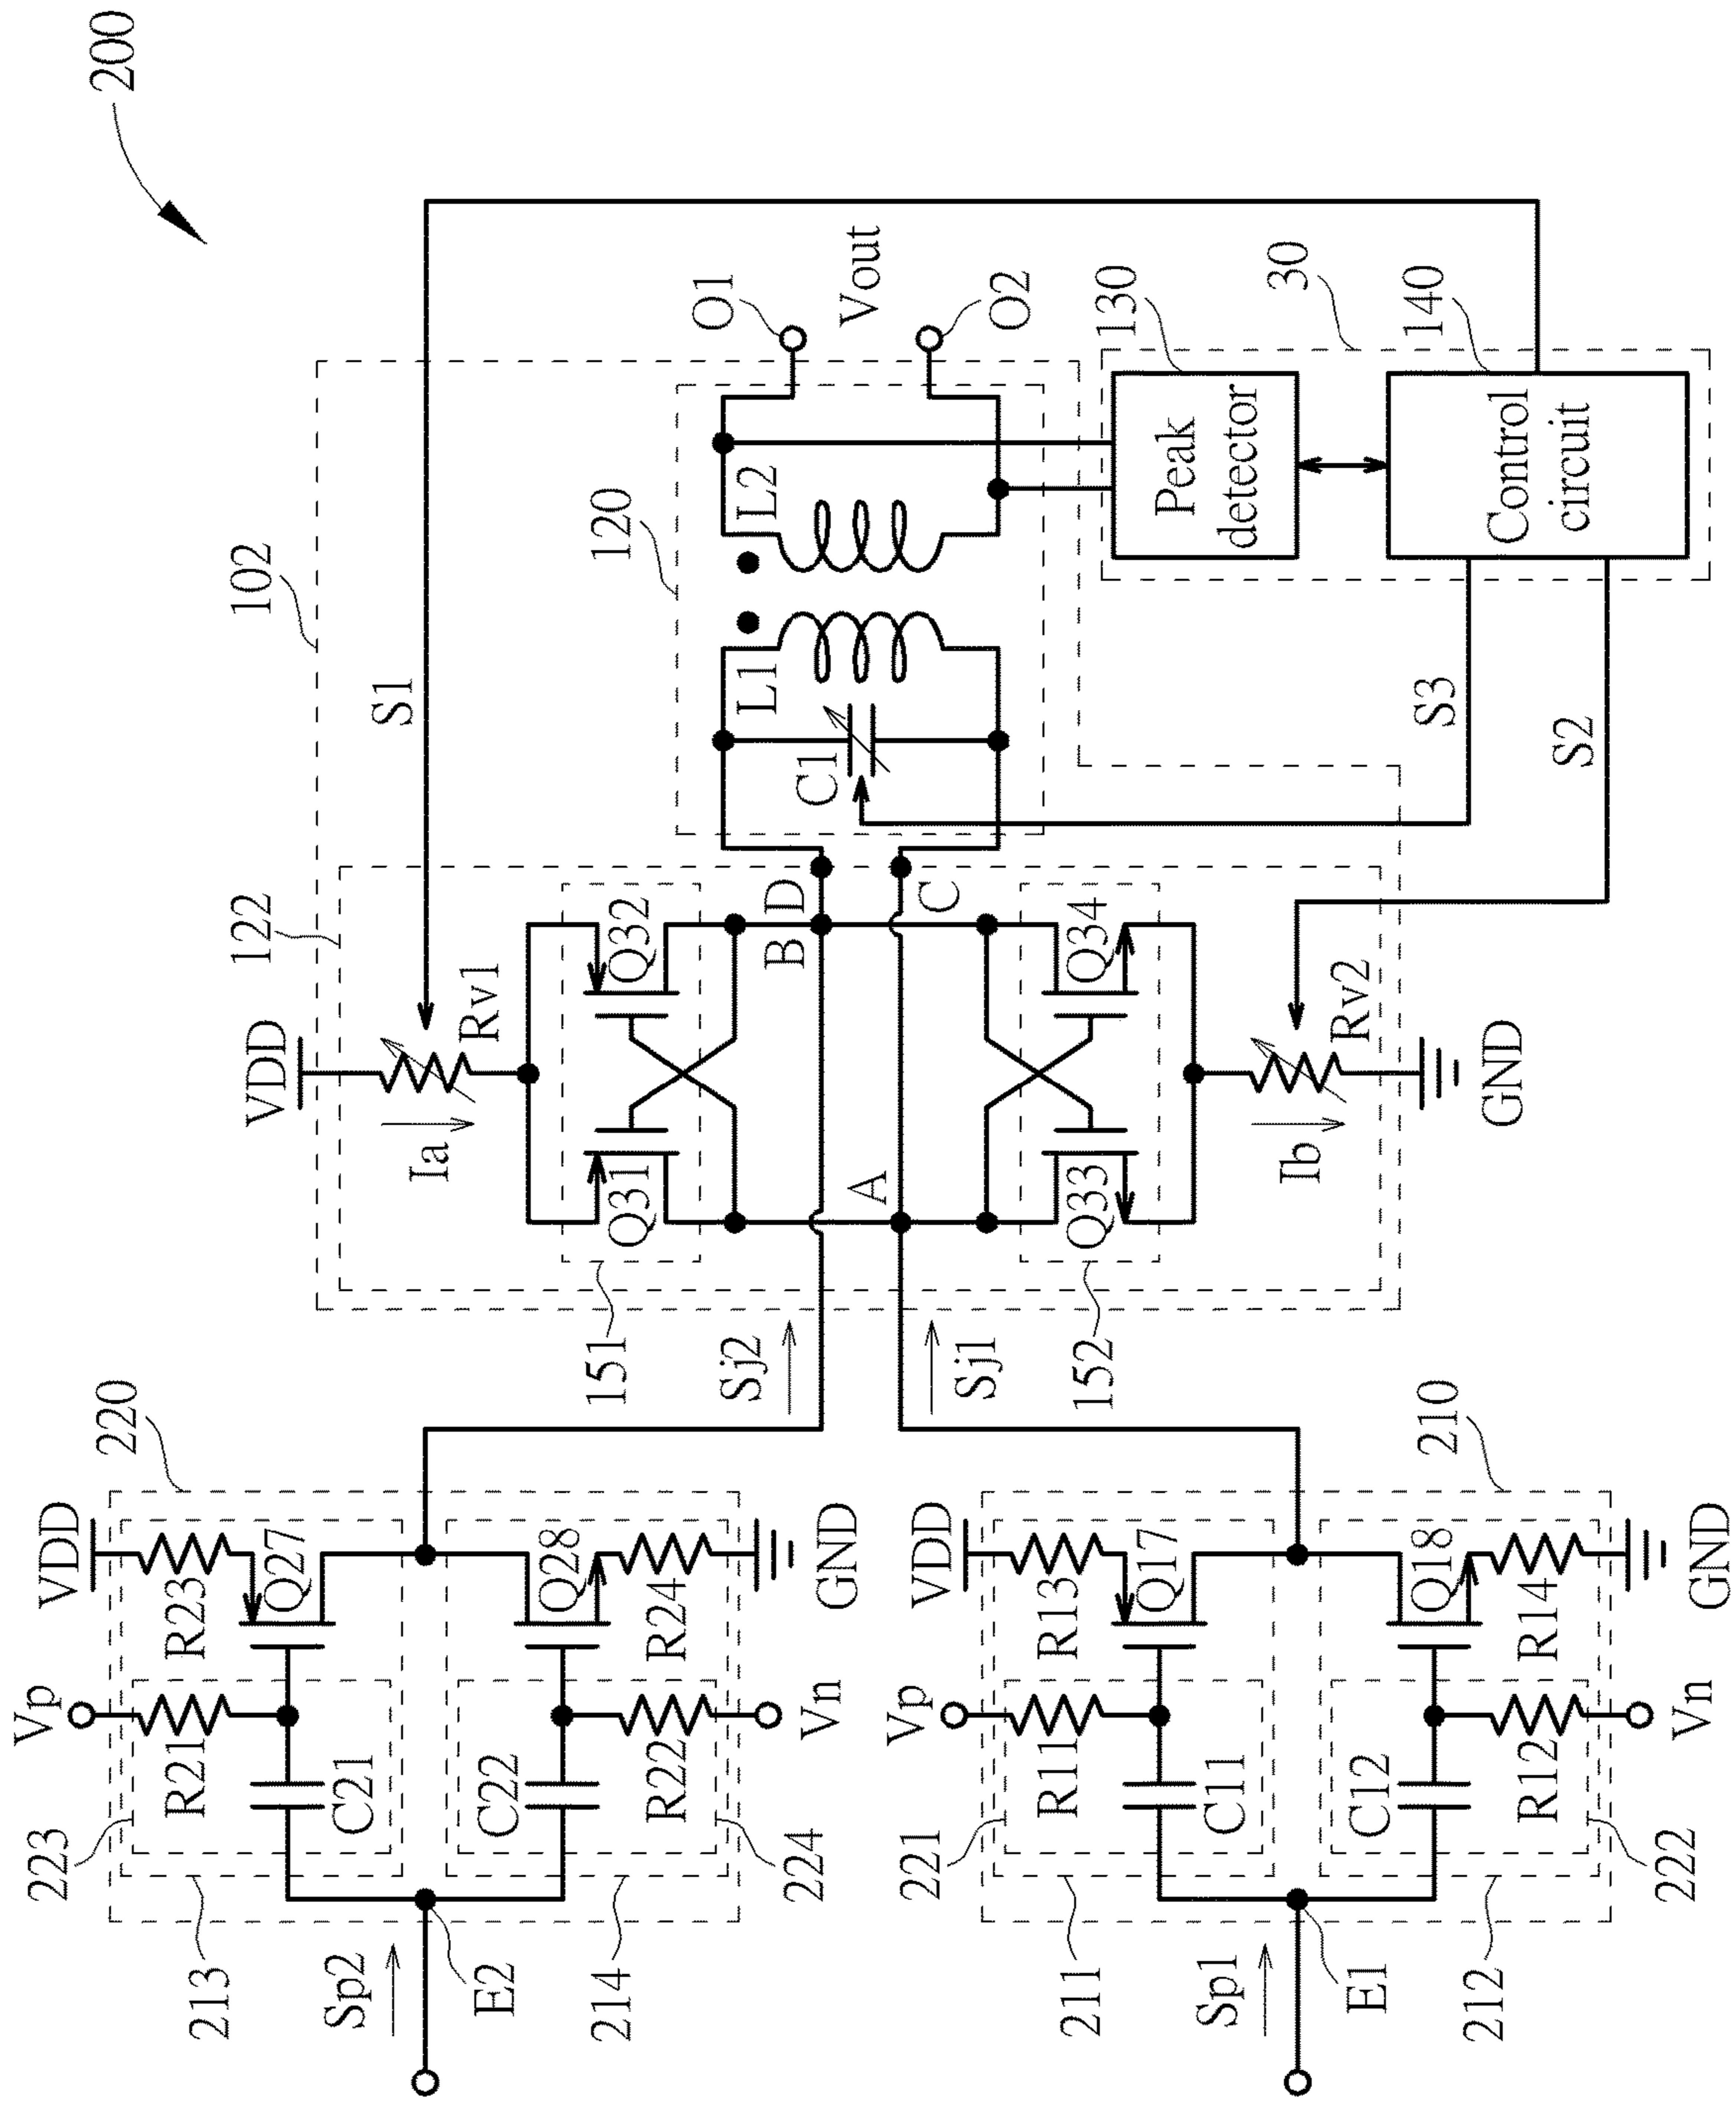 200
102
122
VDD
S1
Ia
Rv1
151
Q31
Q32
120
L1
L2
C1
O1
Vout
O2
B
D
A
C
Sj2
Sj1
152
Q33
Q34
Ib
Rv2
GND
S3
S2
Peak
detector
130
30
Control
circuit
140
220
VDD
Vp
R23
R21
Q27
223
C21
213
Sp2
E2
C22
Q28
R22
R24
224
214
Vn
GND
210
VDD
Vp
R13
R11
Q17
221
C11
211
Sp1
E1
C12
Q18
R12
R14
222
212
Vn
GND